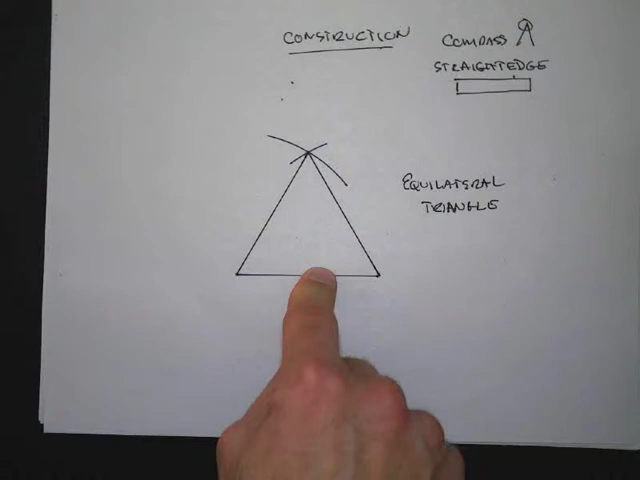 CONSTRUCTION
COMPASS
STRAIGHTEDGE
EQUILATERAL
TRIANGLE